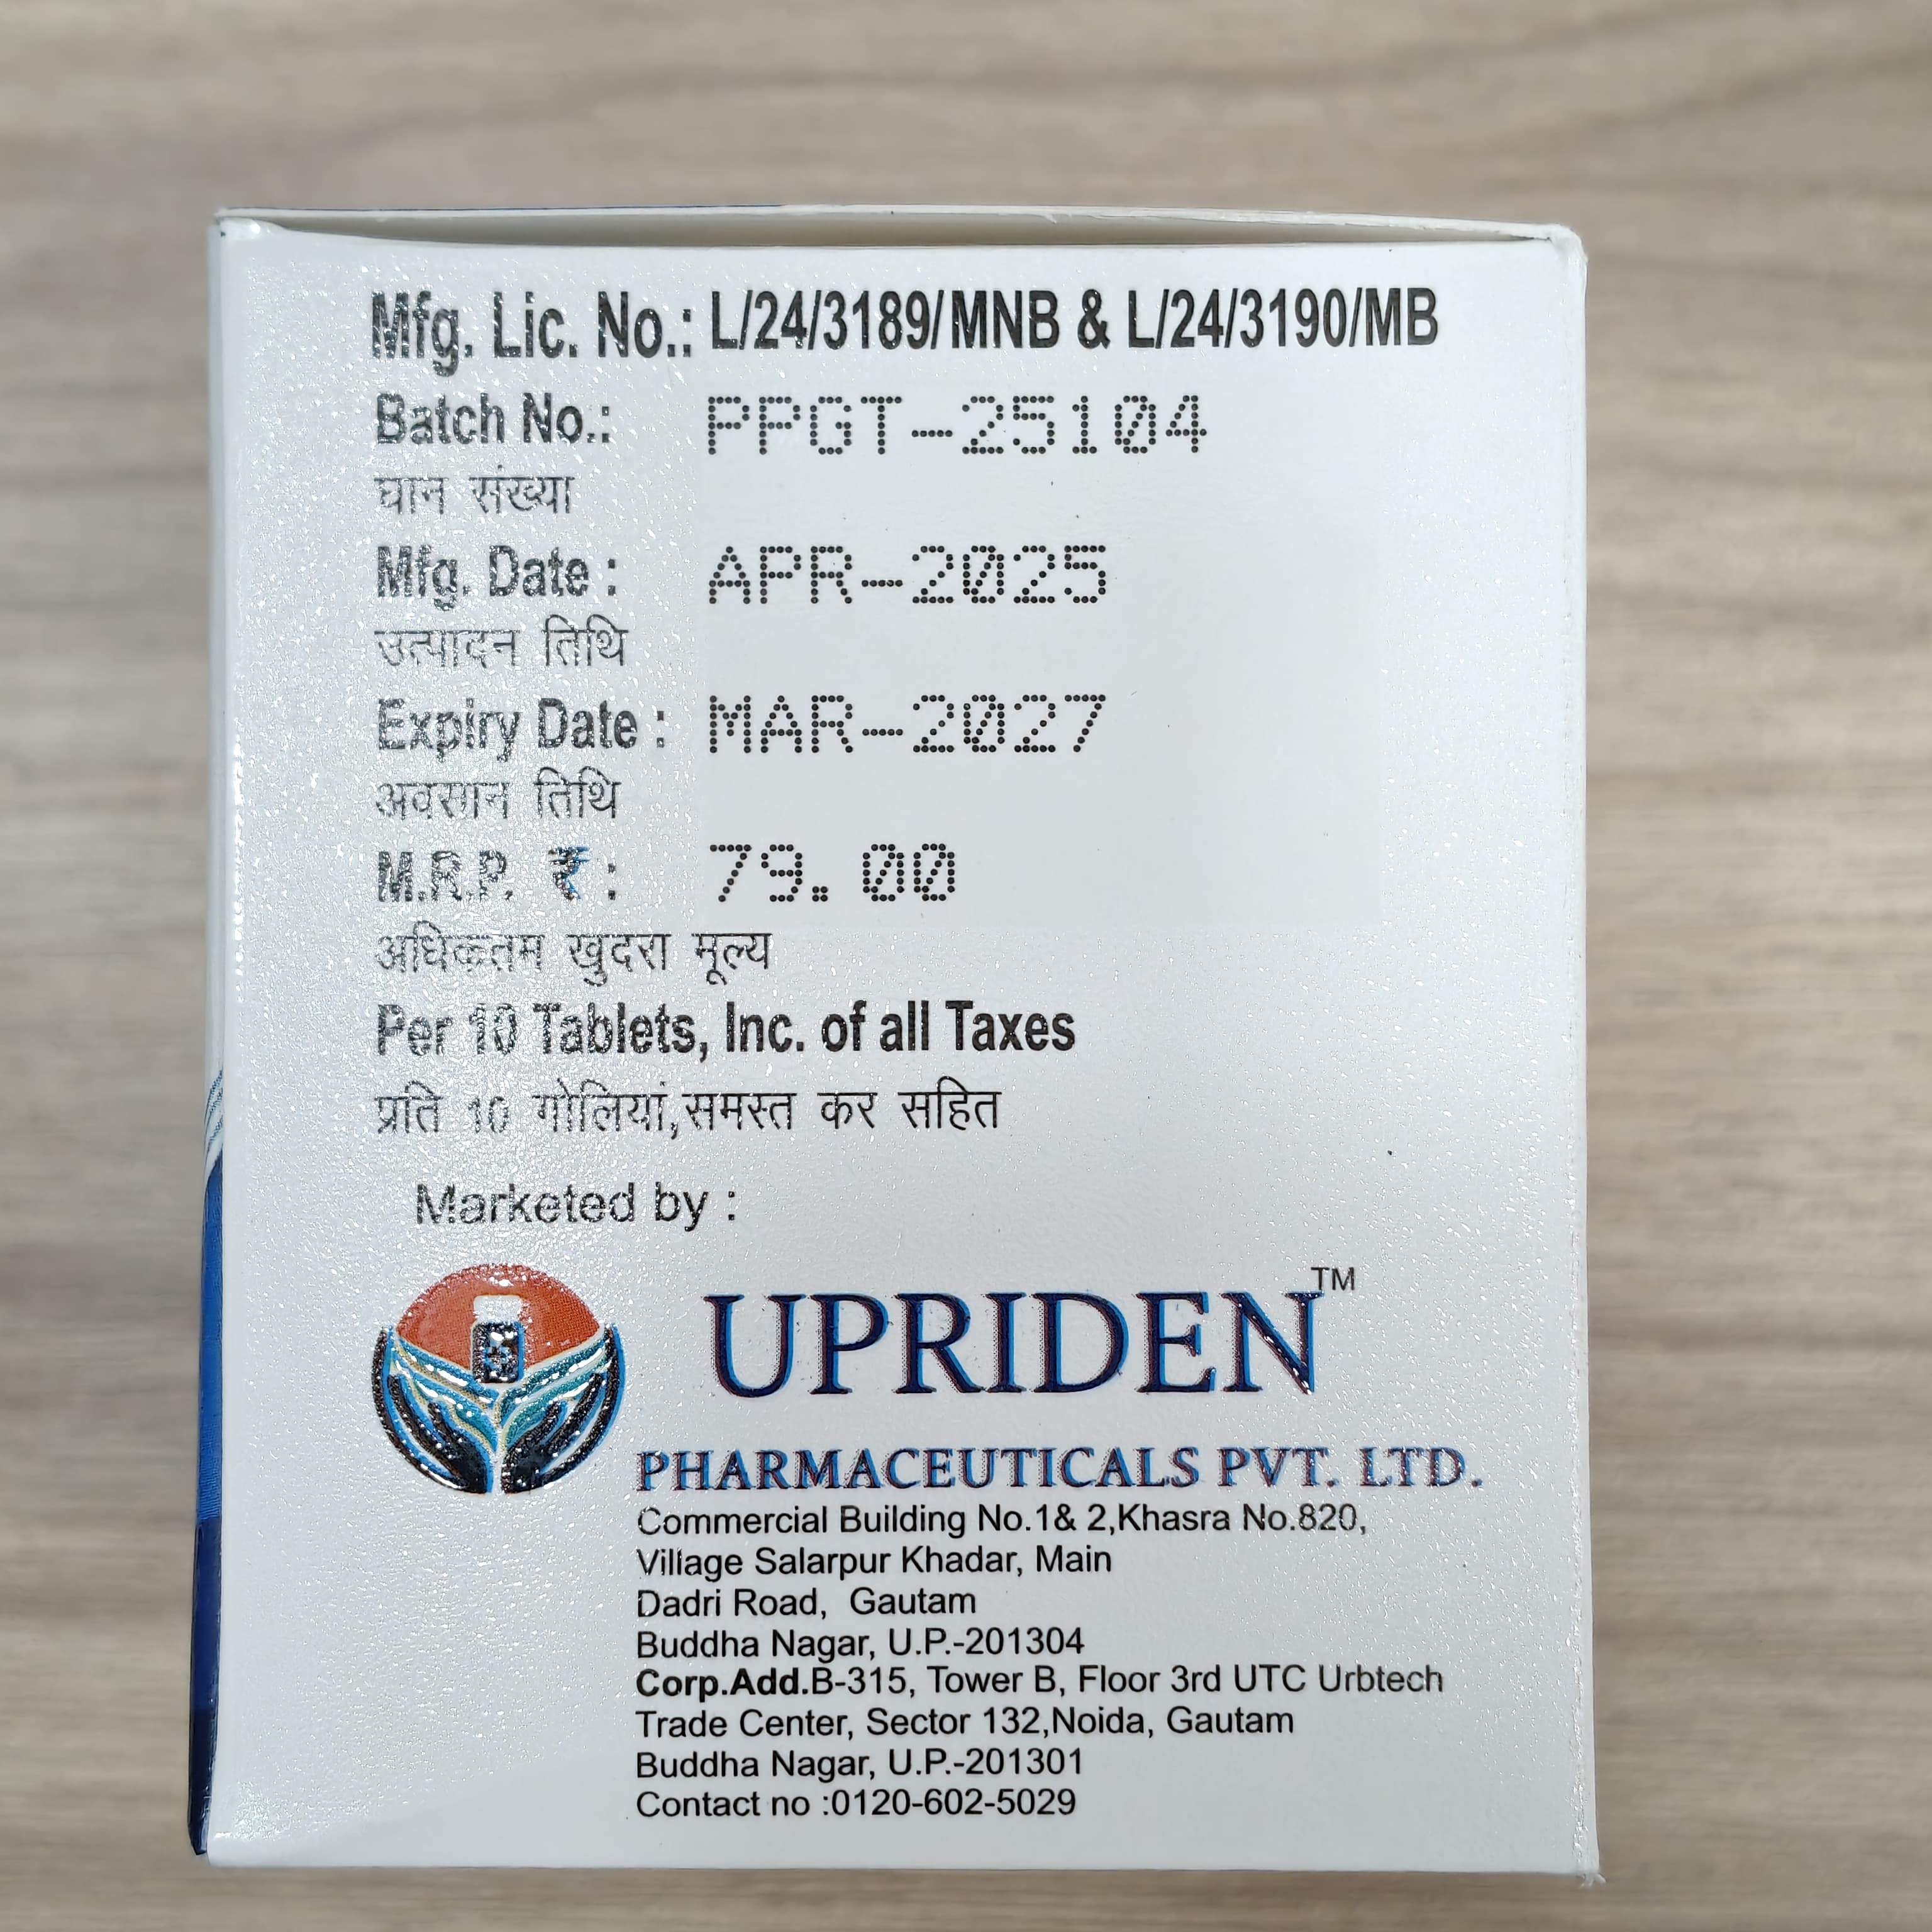 Mfg. Lic. No.: L/24/3189/MNB & L/24/3190/MB
Batch No.: PPGT-25104
घान संख्या
Mfg. Date : APR-2025
उत्पादन तिथि
Expiry Date : MAR-2027
अवसान तिथि
M.R.P. ₹ : 79.00
अधिकतम खुदरा मूल्य
Per 10 Tablets, Inc. of all Taxes
प्रति 10 गोलियां,समस्त कर सहित
Marketed by :
UPRIDEN™
PHARMACEUTICALS PVT. LTD.
Commercial Building No.1& 2,Khasra No.820,
Village Salarpur Khadar, Main
Dadri Road, Gautam
Buddha Nagar, U.P.-201304
Corp.Add.B-315, Tower B, Floor 3rd UTC Urbtech
Trade Center, Sector 132,Noida, Gautam
Buddha Nagar, U.P.-201301
Contact no :0120-602-5029